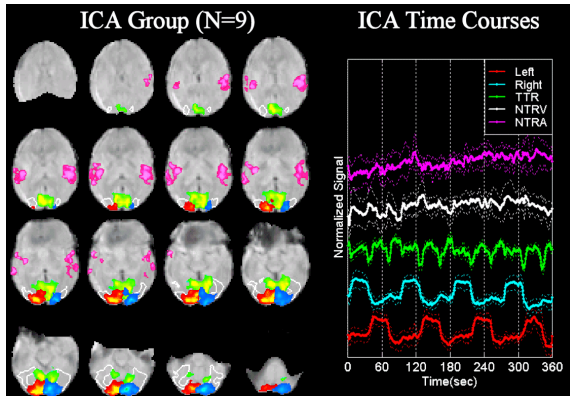 ICA Group (N=9)
ICA Time Courses
Left
Right
TTR
NTRV
NTRA
Normalized Signal
0 60 120 180 240 300 360
Time(sec)